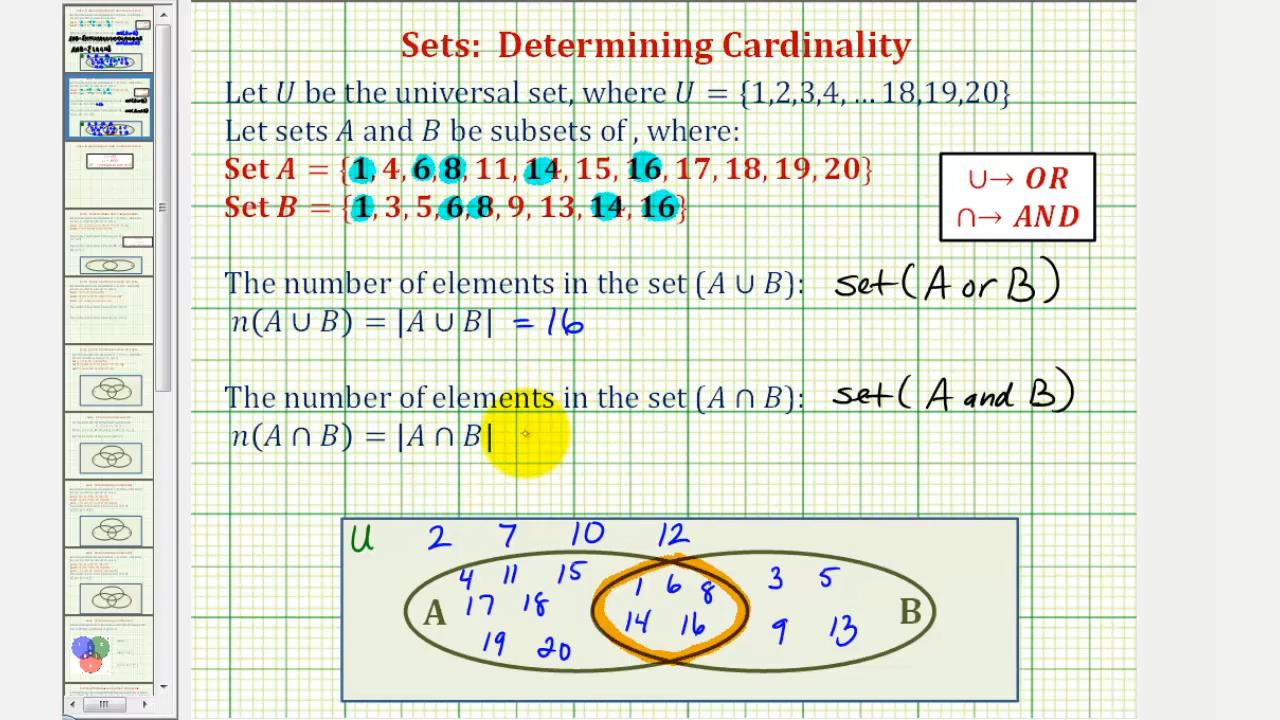 Sets: Determining Cardinality
Let U be the universal set, where U = {1,2,3,4, … 18,19,20}
Let sets A and B be subsets of , where:
Set A = {1, 4, 6, 8, 11, 14, 15, 16, 17, 18, 19, 20}
Set B = {1, 3, 5, 6, 8, 9, 13, 14, 16}
∪→ OR
∩→ AND
The number of elements in the set (A ∪ B): set (A or B)
n(A ∪ B) = |A ∪ B| = 16
The number of elements in the set (A ∩ B): set (A and B)
n(A ∩ B) = |A ∩ B|
U 2 7 10 12
4 11 15 1 6 8 3 5
A 17 18 14 16 9 13 B
19 20